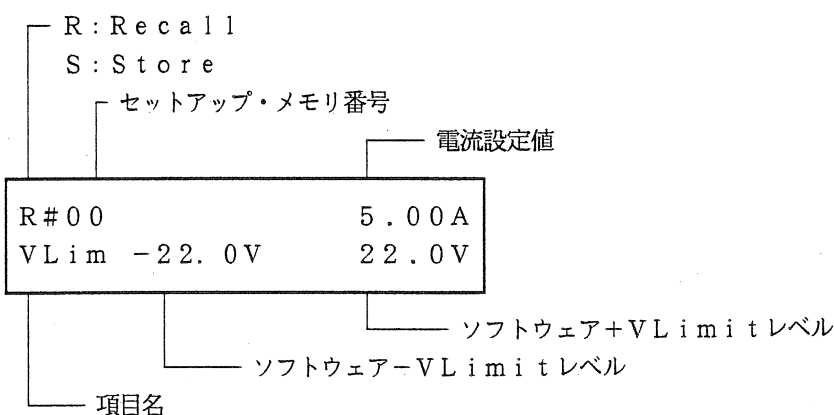 R:Recall
S:Store
セットアップ・メモリ番号
電流設定値
R#00 5.00A
VLim -22.0V 22.0V
ソフトウェア+VLimitレベル
ソフトウェア-VLimitレベル
項目名